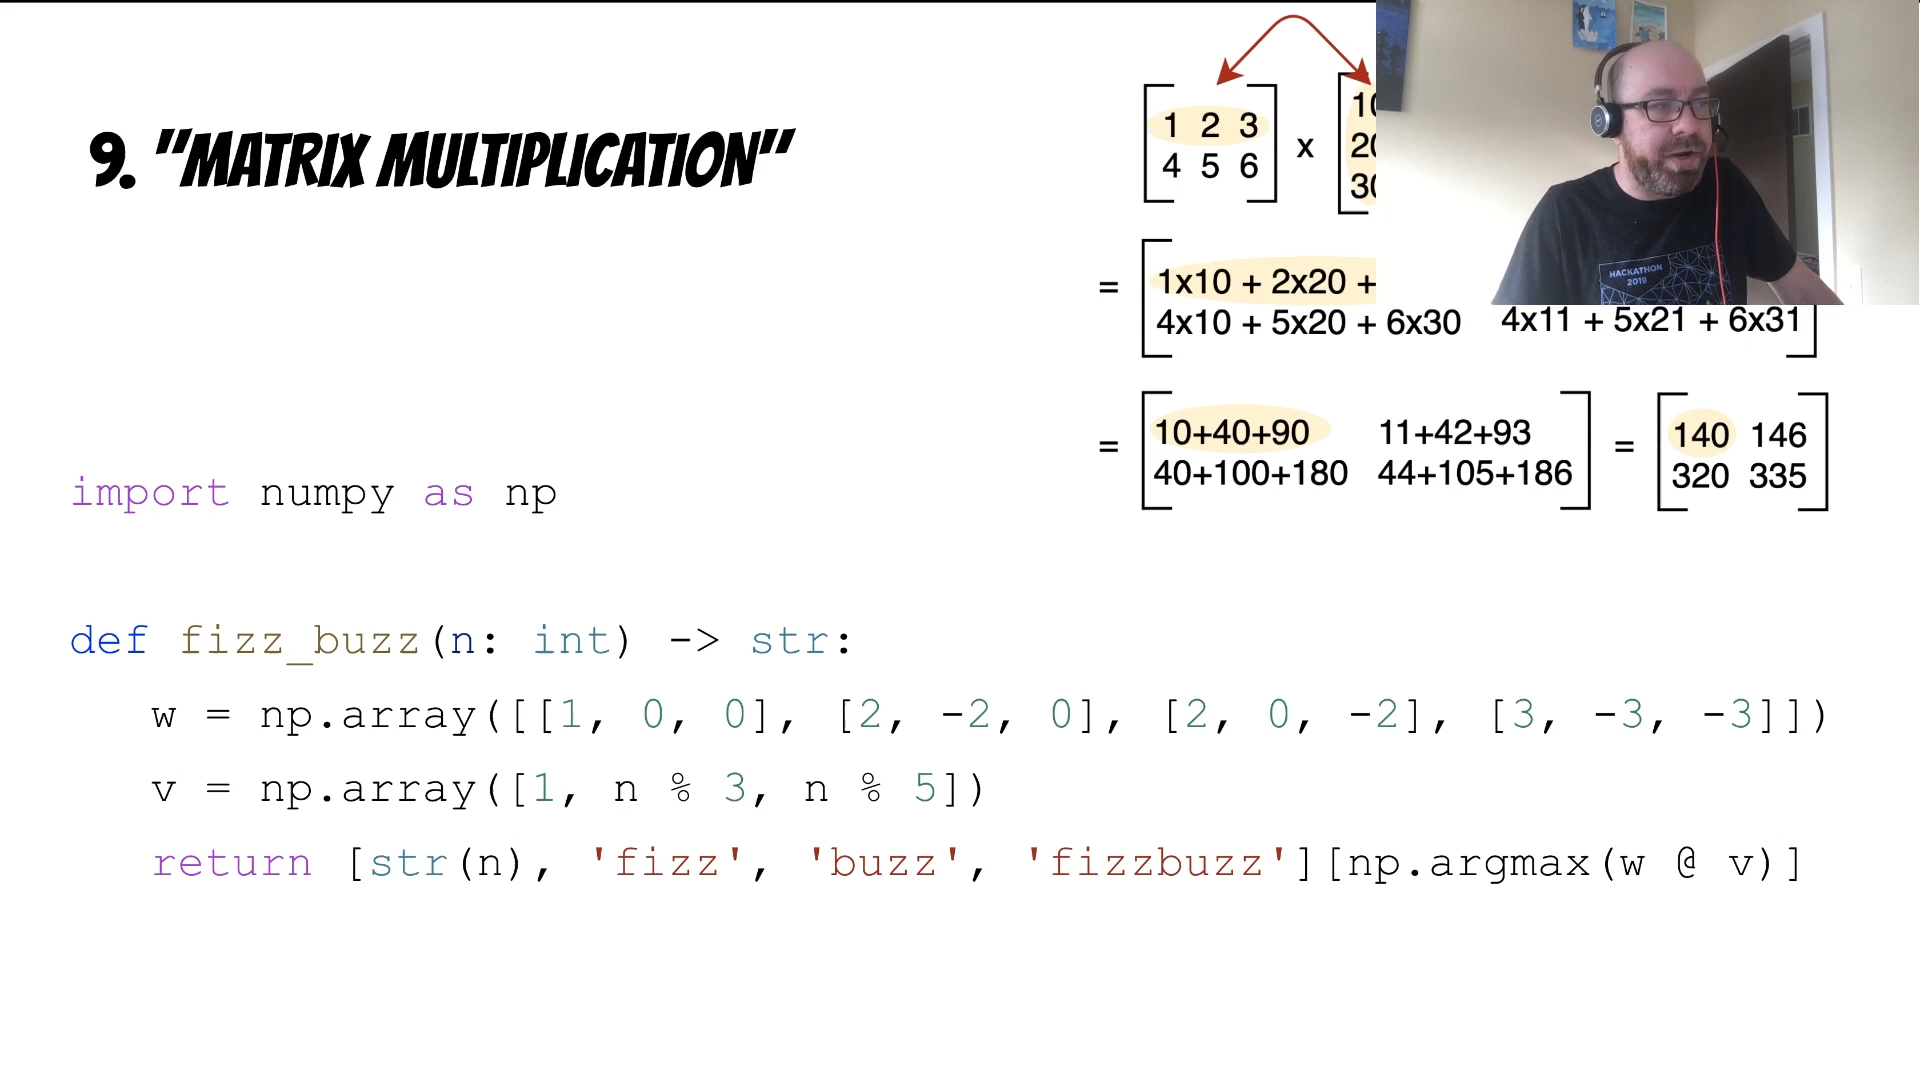 9. "MATRIX MULTIPLICATION"
1 2 3
4 5 6
x
= 1x10 + 2x20 +
4x10 + 5x20 + 6x30 4x11 + 5x21 + 6x31
= 10+40+90 11+42+93 = 140 146
40+100+180 44+105+186 320 335
HACKATHON
2019
import numpy as np
def fizz_buzz(n: int) -> str:
w = np.array([[1, 0, 0], [2, -2, 0], [2, 0, -2], [3, -3, -3]])
v = np.array([1, n % 3, n % 5])
return [str(n), 'fizz', 'buzz', 'fizzbuzz'][np.argmax(w @ v)]